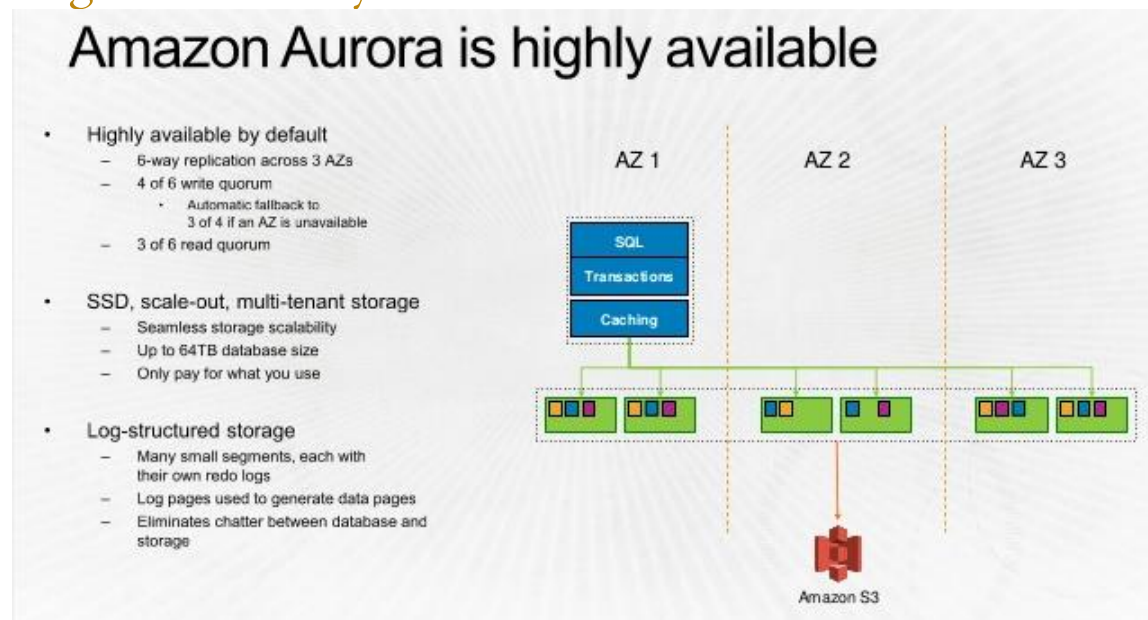 Amazon Aurora is highly available
• Highly available by default
– 6-way replication across 3 AZs
– 4 of 6 write quorum
• Automatic fallback to
3 of 4 if an AZ is unavailable
– 3 of 6 read quorum
• SSD, scale-out, multi-tenant storage
– Seamless storage scalability
– Up to 64TB database size
– Only pay for what you use
• Log-structured storage
– Many small segments, each with
their own redo logs
– Log pages used to generate data pages
– Eliminates chatter between database and
storage
AZ 1
AZ 2
AZ 3
SQL
Transactions
Caching
Amazon S3